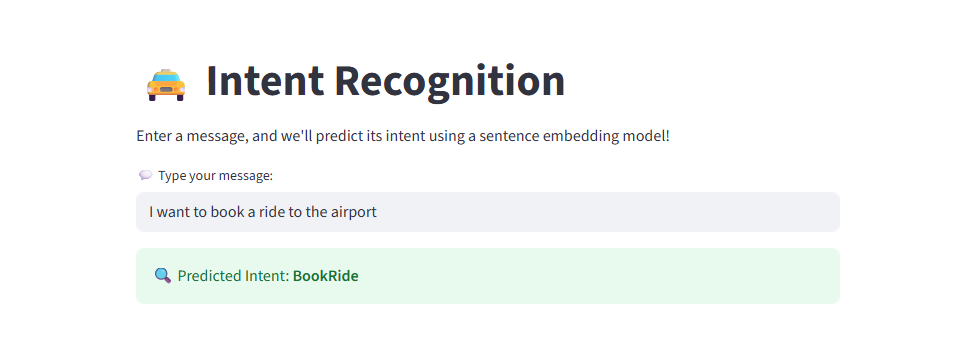 Intent Recognition
Enter a message, and we'll predict its intent using a sentence embedding model!
Type your message:
I want to book a ride to the airport
Predicted Intent: BookRide